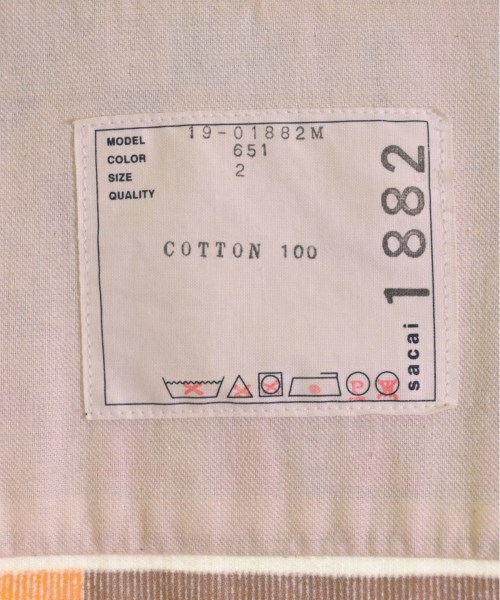 MODEL 19-01882M
COLOR 651
SIZE 2
QUALITY
COTTON 100
sacai 1882
P W